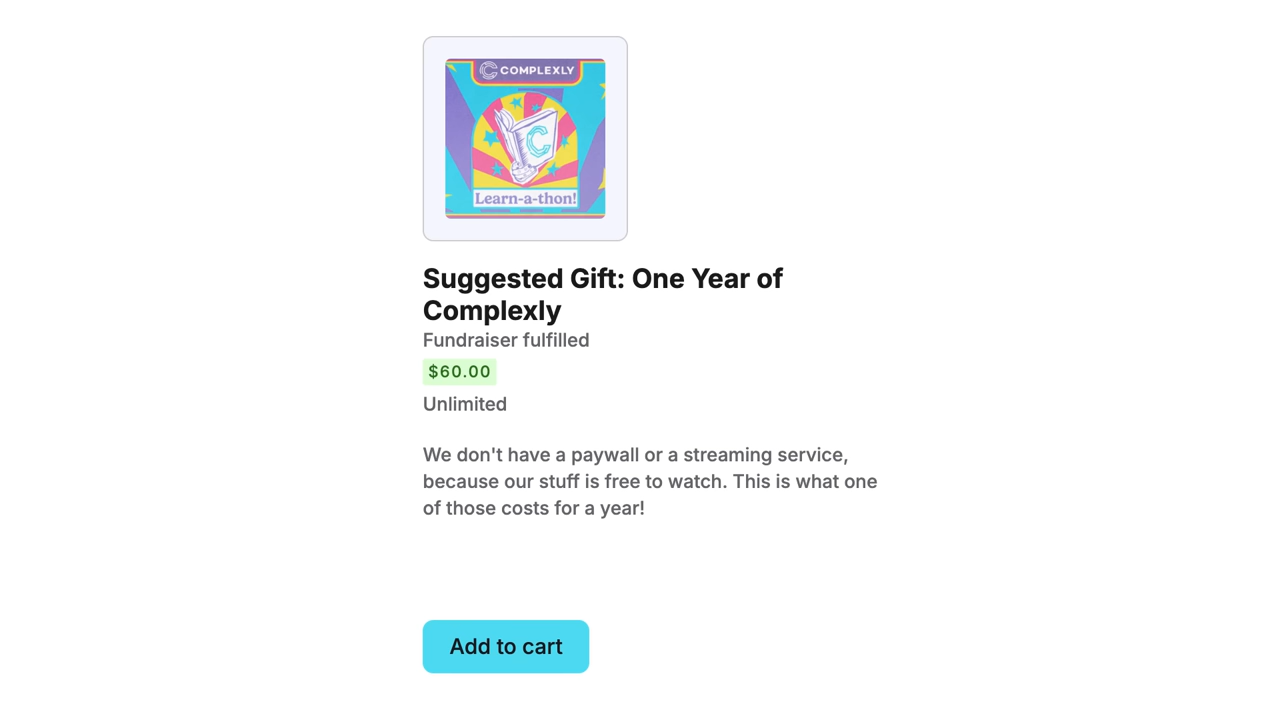 COMPLEXLY
C
Learn-a-thon!
Suggested Gift: One Year of
Complexly
Fundraiser fulfilled
$60.00
Unlimited
We don't have a paywall or a streaming service,
because our stuff is free to watch. This is what one
of those costs for a year!
Add to cart